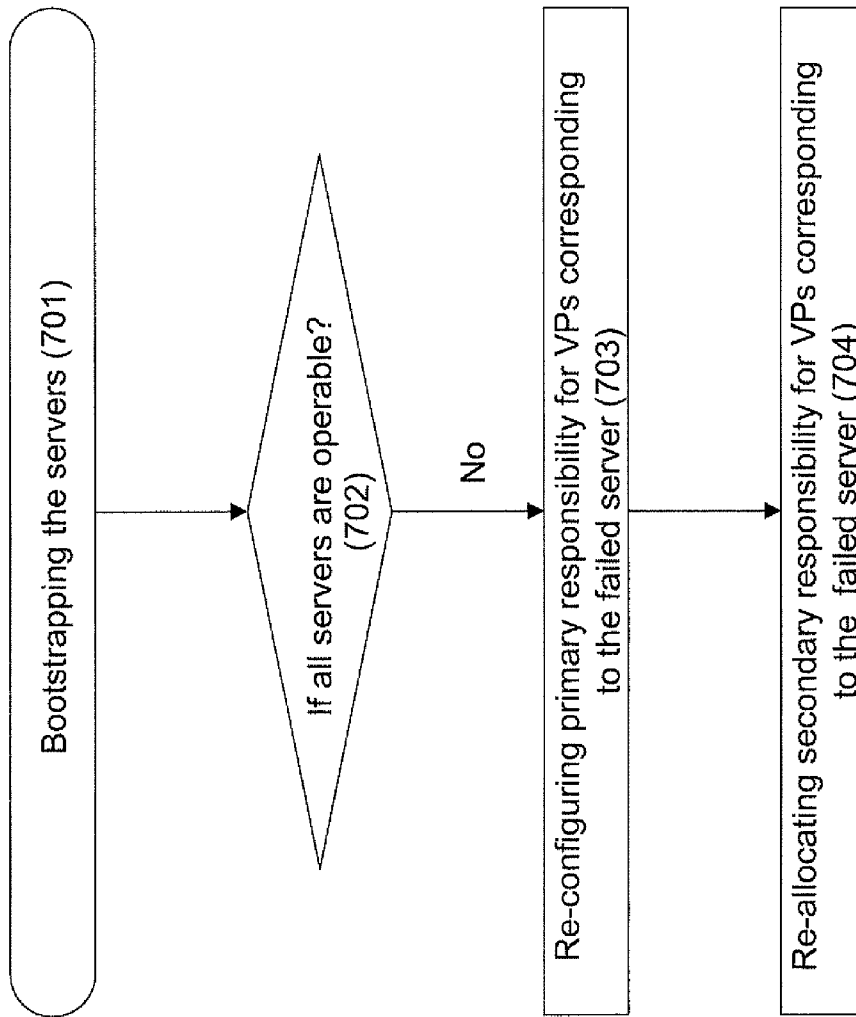 Bootstrapping the servers (701)
If all servers are operable?
(702)
No
Re-configuring primary responsibility for VPs corresponding
to the failed server (703)
Re-allocating secondary responsibility for VPs corresponding
to the failed server (704)